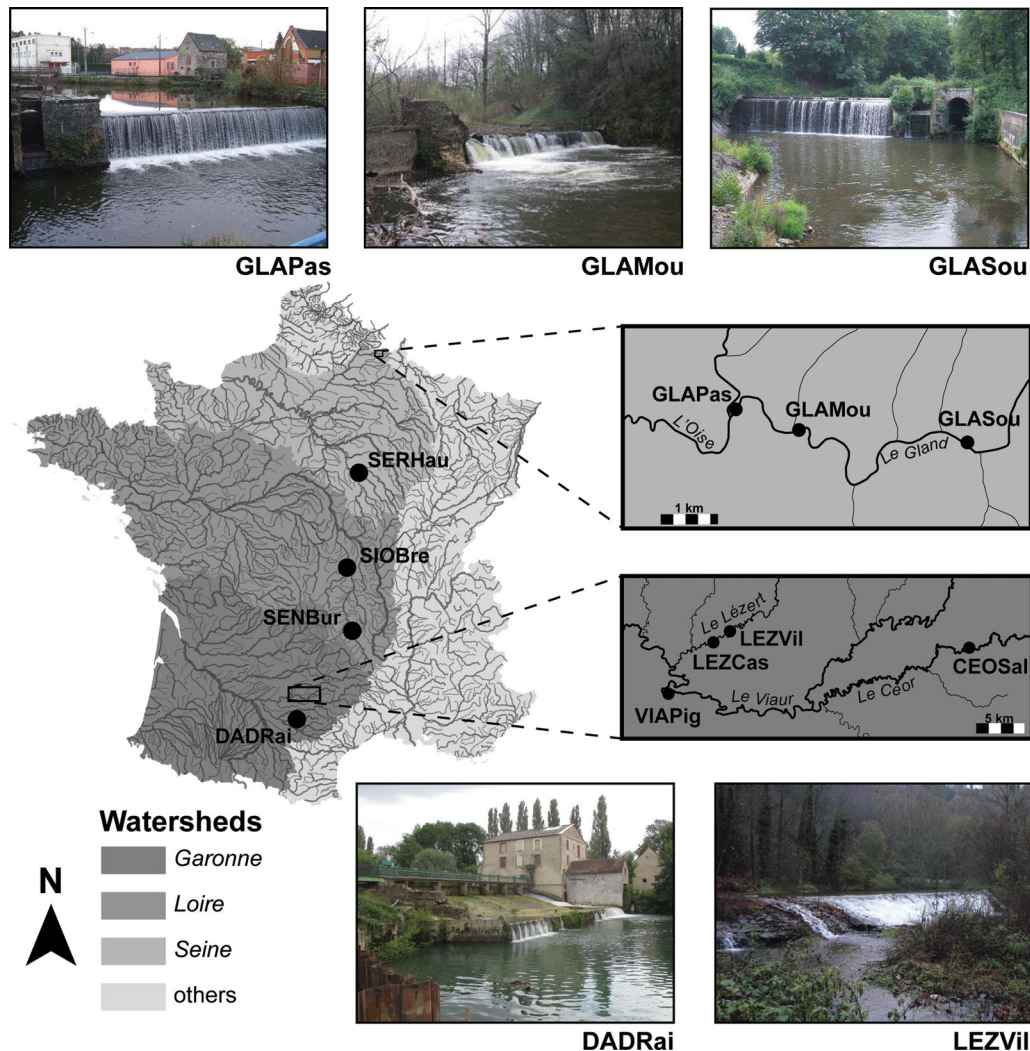 GLAPas
GLAMou
GLASou
SERHau
SIOBre
SENBur
DADRai
GLAPas
GLAMou
GLASou
L'Oise
Le Gland
1 km
Le Lézert
LEZVil
LEZCas
CEOSal
VIAPig
Le Viaur
Le Céor
5 km
Watersheds
N
Garonne
Loire
Seine
others
DADRai
LEZVil